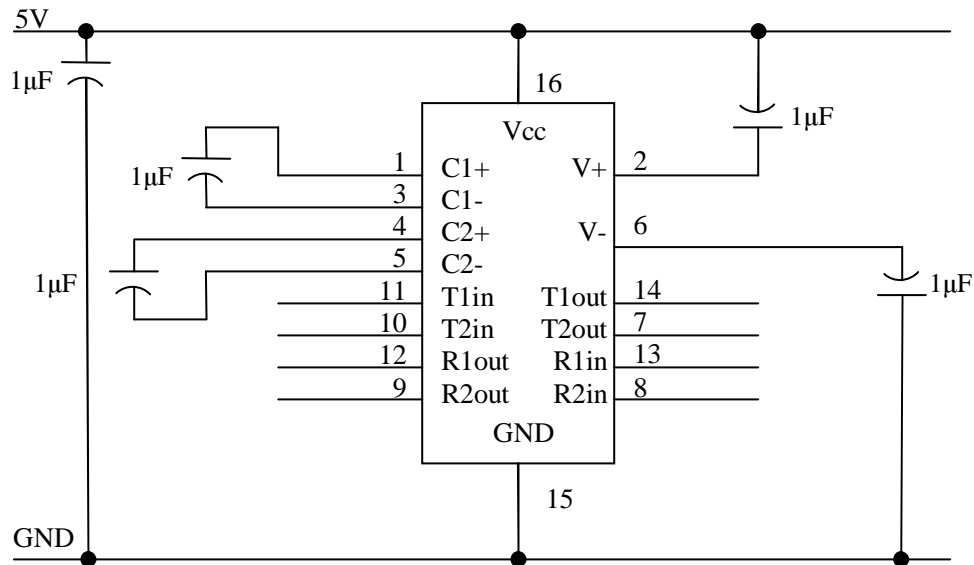 5V
1μF
16
1μF
Vcc
1 C1+ V+ 2
1μF
3 C1-
4 C2+ V- 6
1μF
5 C2-
1μF
11 T1in T1out 14
10 T2in T2out 7
12 R1out R1in 13
9 R2out R2in 8
GND
15
GND